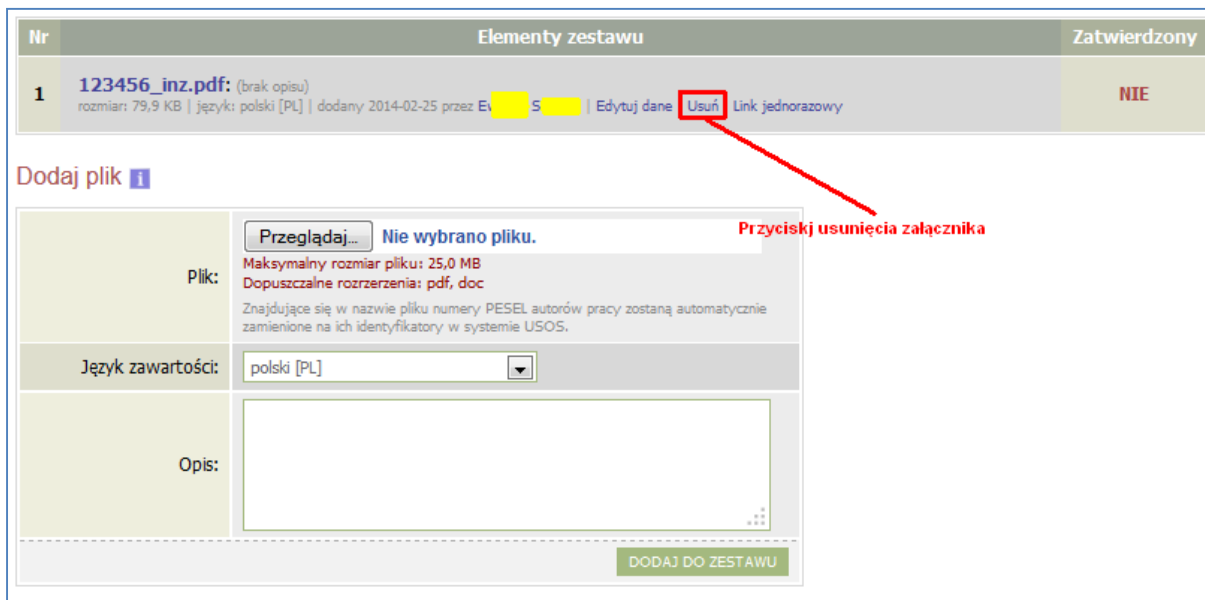 Nr Elementy zestawu Zatwierdzony
1 123456_inz.pdf: (brak opisu) NIE
rozmiar: 79,9 KB | język: polski [PL] | dodany 2014-02-25 przez S | Edytuj dane Usuń Link jednorazowy
Dodaj plik i
Przyciskj usunięcia załącznika
Plik: Przeglądaj... Nie wybrano pliku.
Maksymalny rozmiar pliku: 25,0 MB
Dopuszczalne rozrzerzenia: pdf, doc
Znajdujące się w nazwie pliku numery PESEL autorów pracy zostaną automatycznie
zamienione na ich identyfikatory w systemie USOS.
Język zawartości: polski [PL]
Opis:
DODAJ DO ZESTAWU